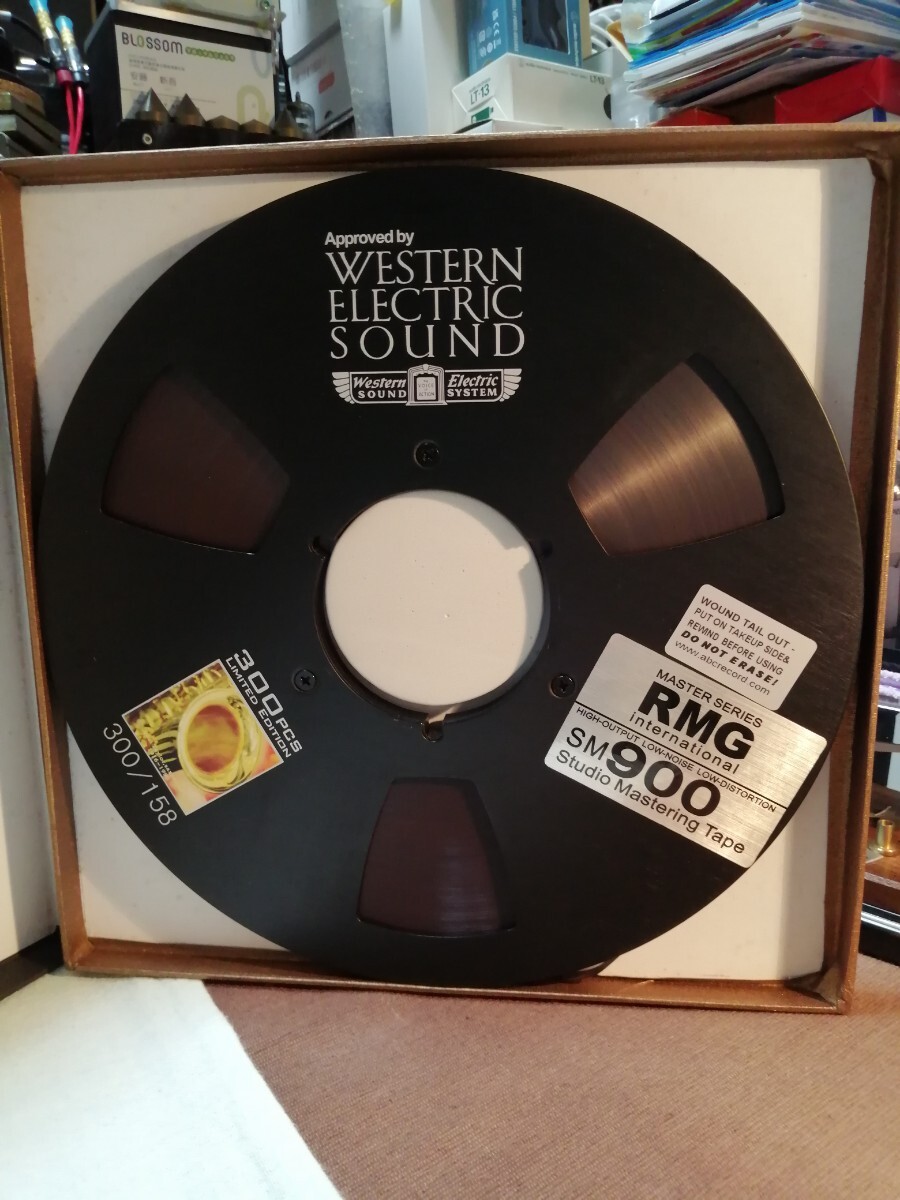 BLOSSOM
LT-13
Approved by
WESTERN
ELECTRIC
SOUND
Western Electric
SOUND SYSTEM
WOUND TAIL OUT -
PUT ON TAKEUP SIDE&
REWIND BEFORE USING
DO NOT ERASE!
www.abcrecord.com
MASTER SERIES
RMG
international
HIGH-OUTPUT LOW-NOISE LOW-DISTORTION
SM900
Studio Mastering Tape
300PCS
LIMITED EDITION
300/158